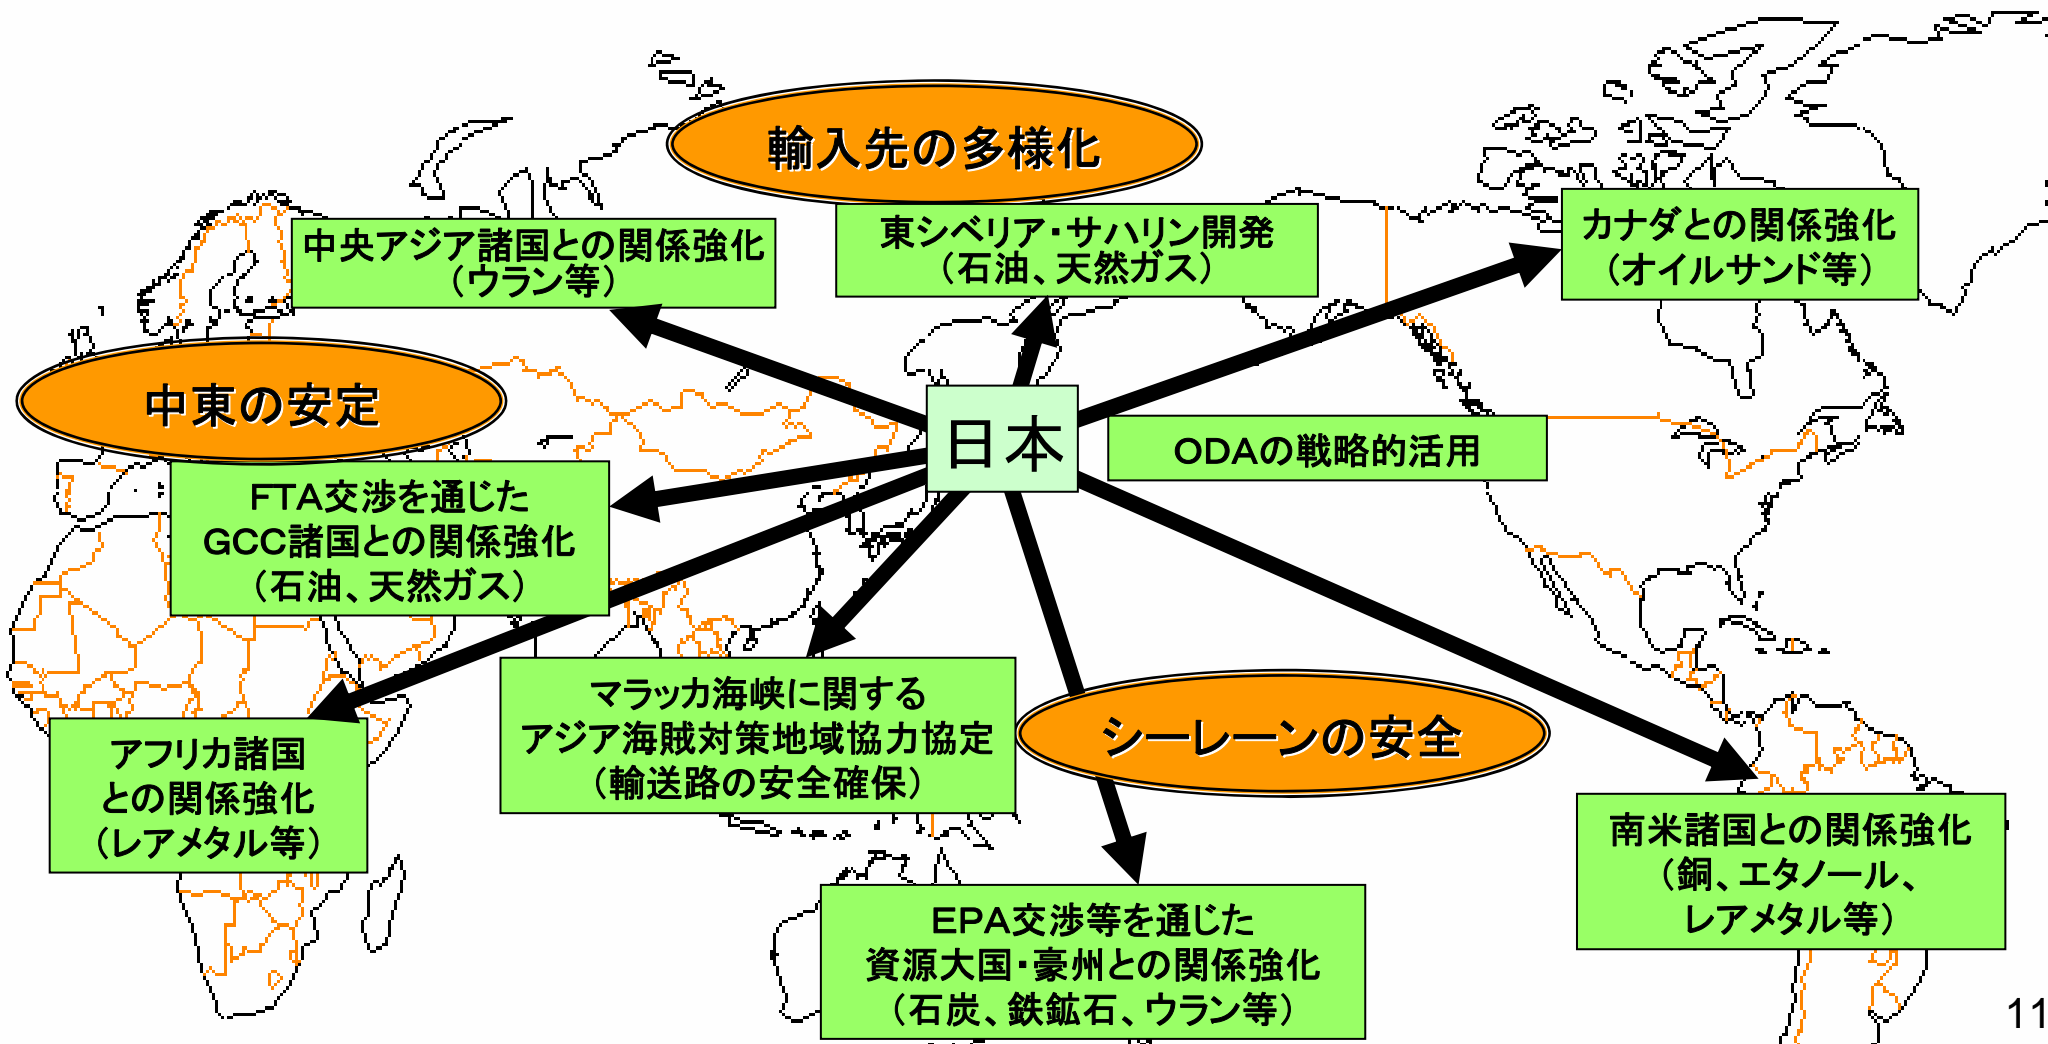 輸入先の多様化
中央アジア諸国との関係強化
（ウラン等）
東シベリア・サハリン開発
（石油、天然ガス）
カナダとの関係強化
（オイルサンド等）
中東の安定
日本
ODAの戦略的活用
FTA交渉を通じた
GCC諸国との関係強化
（石油、天然ガス）
マラッカ海峡に関する
アジア海賊対策地域協力協定
（輸送路の安全確保）
シーレーンの安全
アフリカ諸国
との関係強化
（レアメタル等）
南米諸国との関係強化
（銅、エタノール、
レアメタル等）
EPA交渉等を通じた
資源大国・豪州との関係強化
（石炭、鉄鉱石、ウラン等）
11